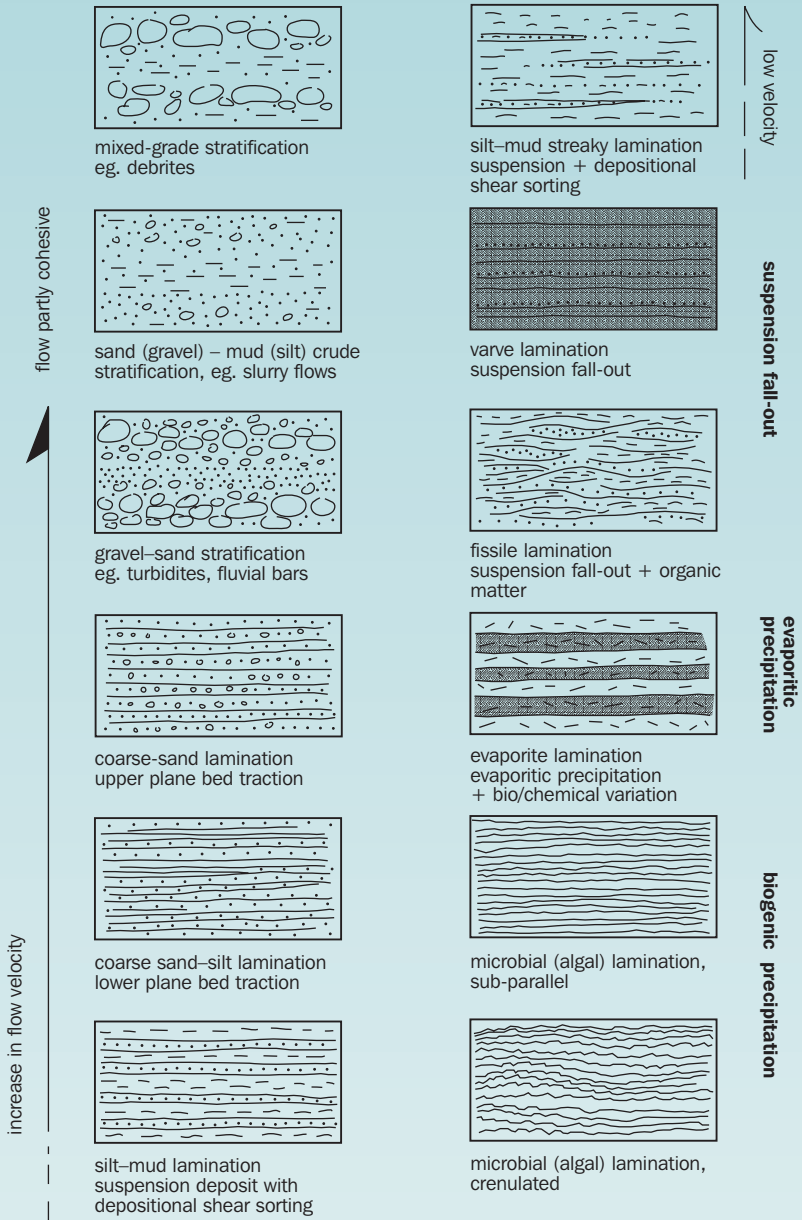 mixed-grade stratification
eg. debrites
sand (gravel) – mud (silt) crude
stratification, eg. slurry flows
gravel–sand stratification
eg. turbidites, fluvial bars
coarse-sand lamination
upper plane bed traction
coarse sand–silt lamination
lower plane bed traction
silt–mud lamination
suspension deposit with
depositional shear sorting
flow partly cohesive
increase in flow velocity
silt–mud streaky lamination
suspension + depositional
shear sorting
varve lamination
suspension fall-out
fissile lamination
suspension fall-out + organic
matter
evaporite lamination
evaporitic precipitation
+ bio/chemical variation
microbial (algal) lamination,
sub-parallel
microbial (algal) lamination,
crenulated
low velocity
suspension fall-out
evaporitic
precipitation
biogenic precipitation